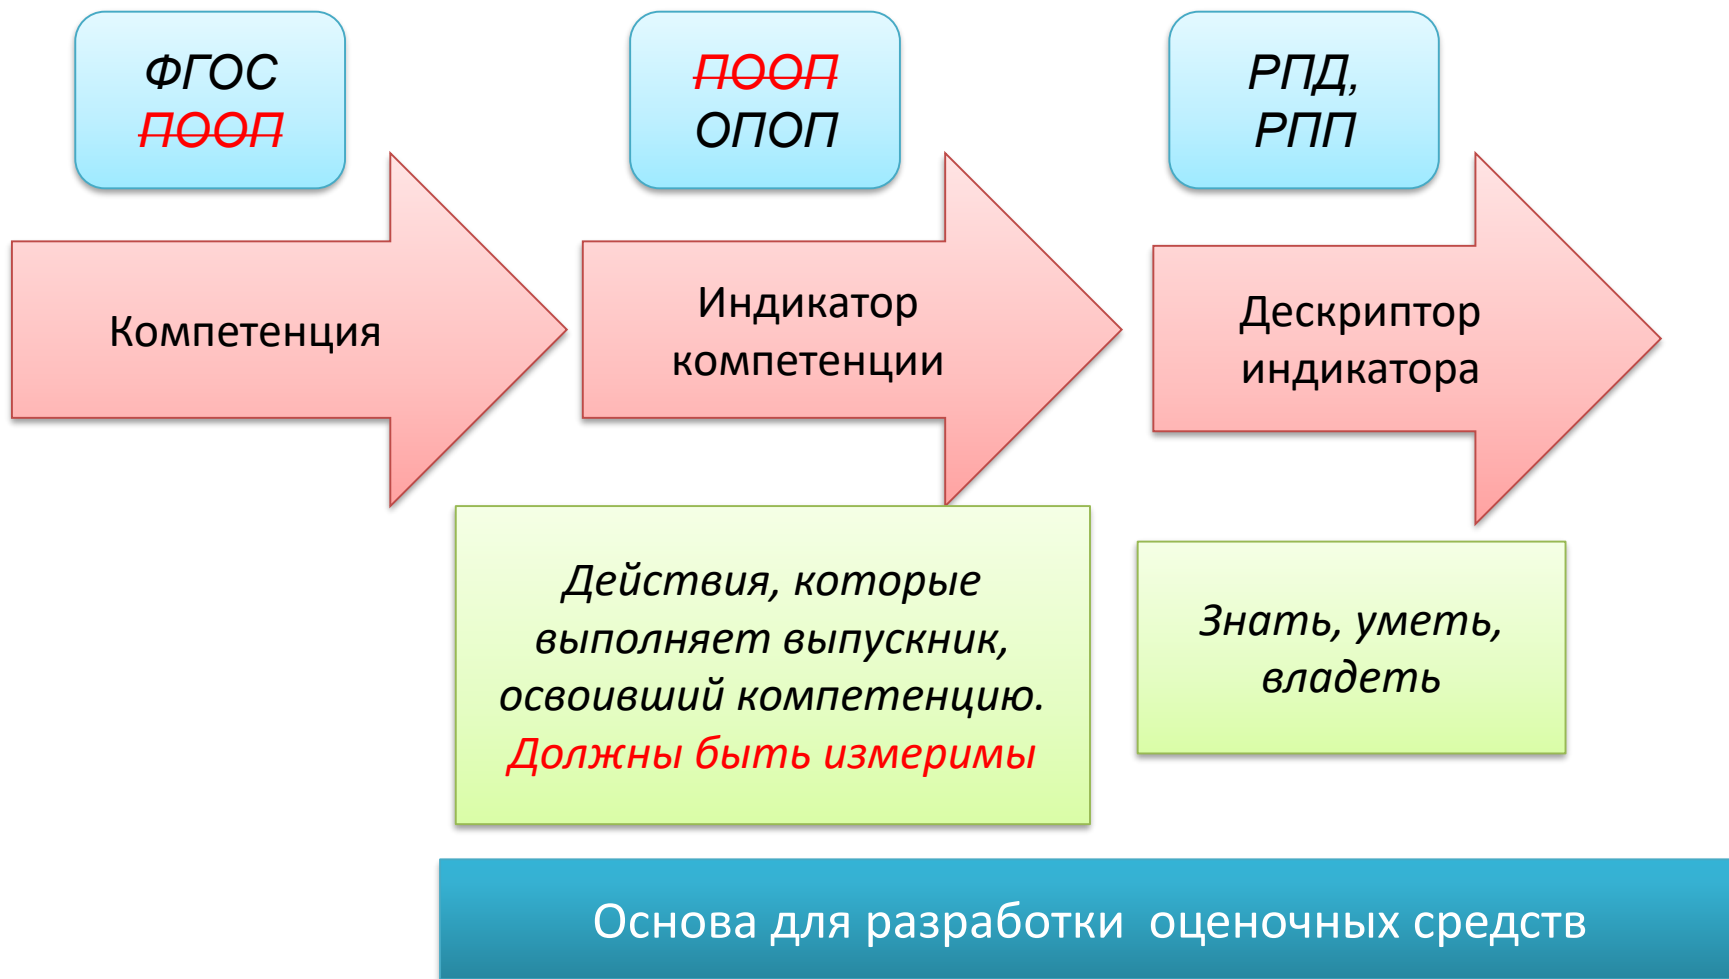 ФГОС
ПООП
ПООП
ОПОП
РПД,
РПП
Компетенция
Индикатор
компетенции
Дескриптор
индикатора
Действия, которые
выполняет выпускник,
освоивший компетенцию.
Должны быть измеримы
Знать, уметь,
владеть
Основа для разработки  оценочных средств